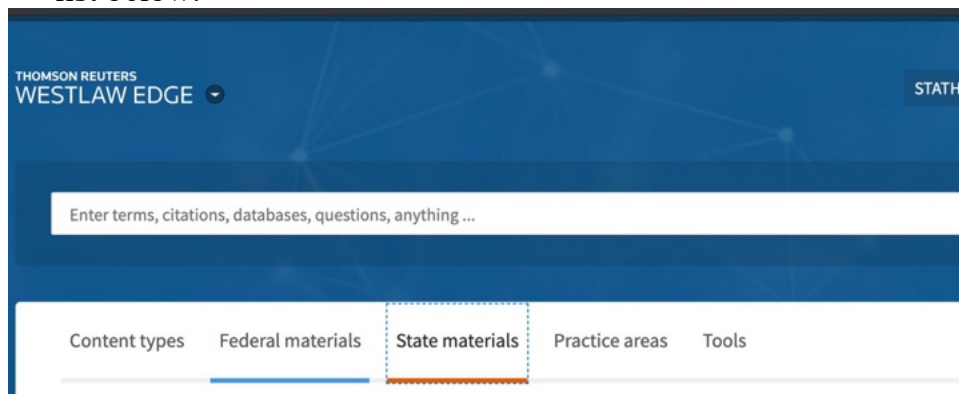 THOMSON REUTERS
WESTLAW EDGE
STATH
Enter terms, citations, databases, questions, anything ...
Content types Federal materials State materials Practice areas Tools